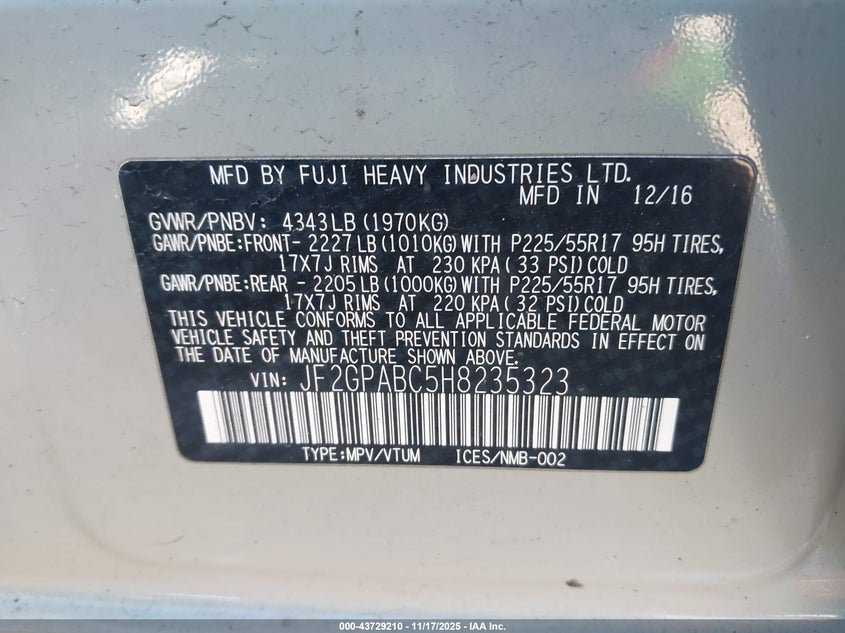 MFD BY FUJI HEAVY INDUSTRIES LTD.
MFD IN 12/16
GVWR/PNBV: 4343LB (1970KG)
GAWR/PNBE:FRONT- 2227LB (1010KG) WITH P225/55R17 95H TIRES,
17X7J RIMS AT 230 KPA( 33 PSI)COLD
GAWR/PNBE:REAR - 2205LB (1000KG) WITH P225/55R17 95H TIRES,
17X7J RIMS AT 220 KPA( 32 PSI)COLD
THIS VEHICLE CONFORMS TO ALL APPLICABLE FEDERAL MOTOR
VEHICLE SAFETY AND THEFT PREVENTION STANDARDS IN EFFECT ON
THE DATE OF MANUFACTURE SHOWN ABOVE.
VIN: JF2GPABC5H8235323
TYPE:MPV/VTUM ICES/NMB-002
000-43729210 - 11/17/2025 - IAA Inc.